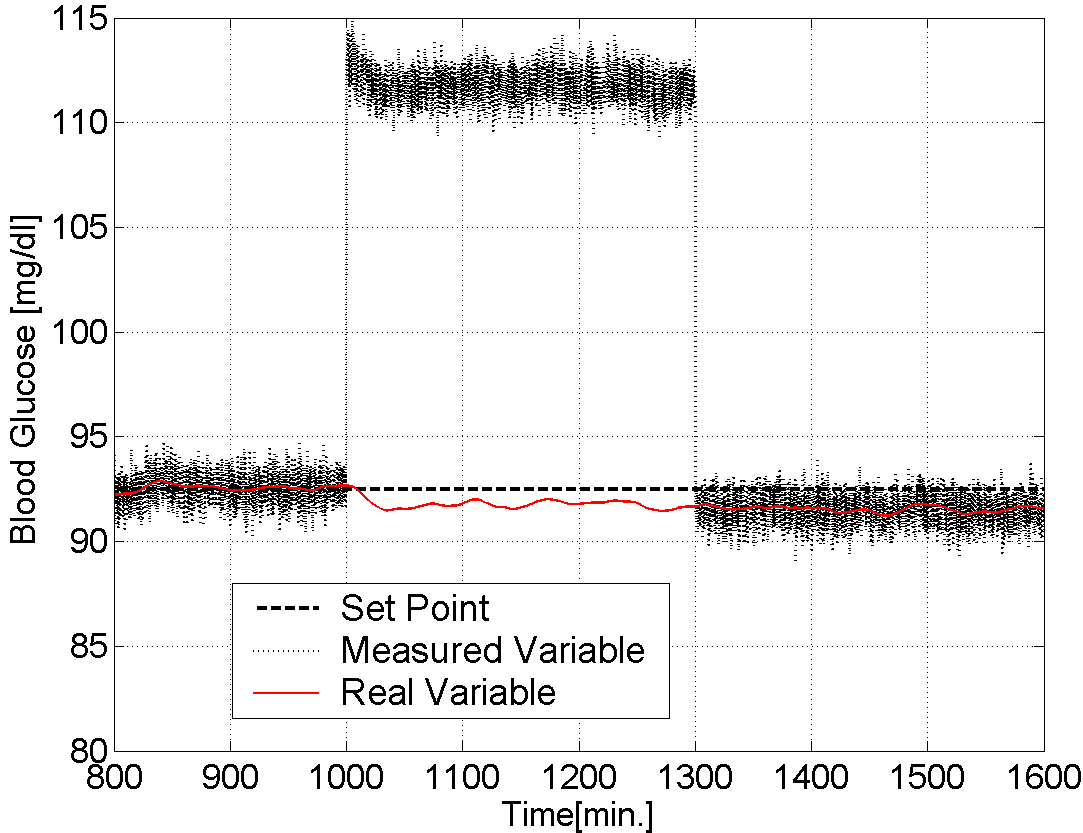 115
110
105
100
95
90
85
80
Blood Glucose [mg/dl]
Set Point
Measured Variable
Real Variable
800 900 1000 1100 1200 1300 1400 1500 1600
Time[min.]